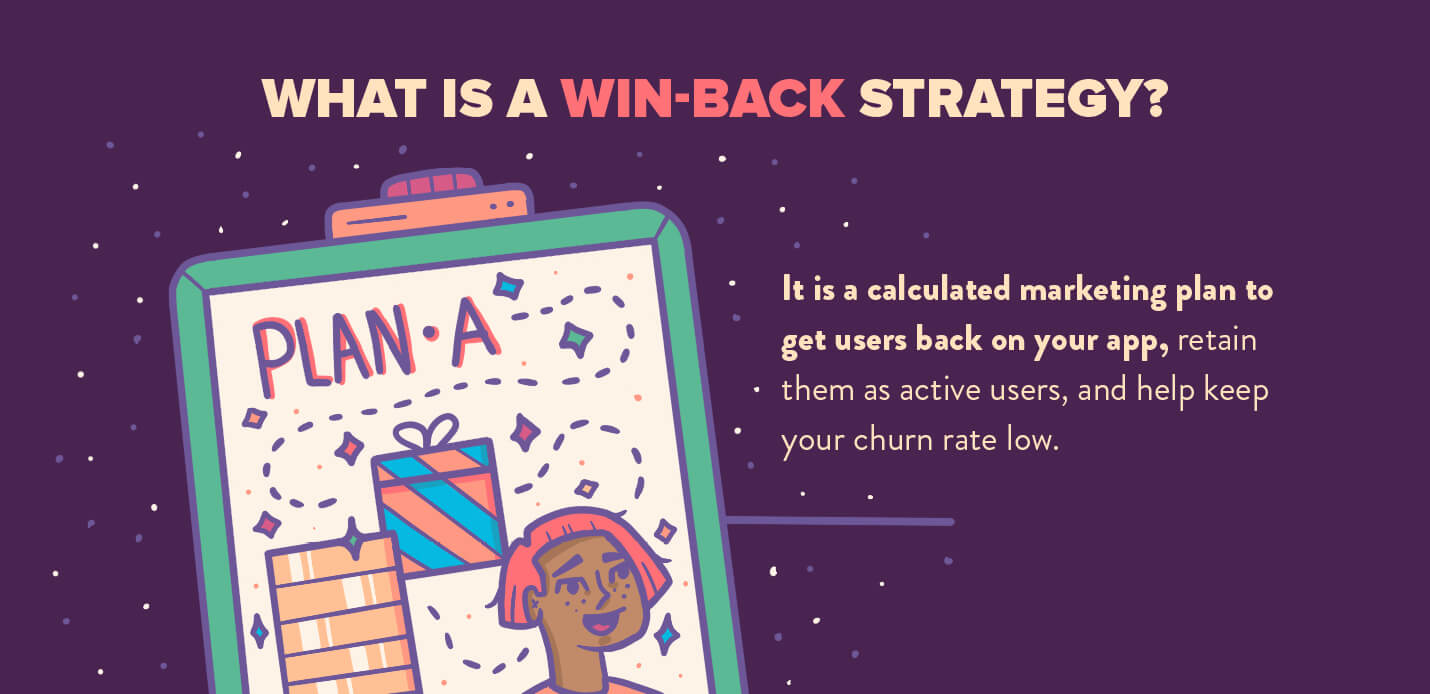 WHAT IS A WIN-BACK STRATEGY?
PLAN·A
It is a calculated marketing plan to
get users back on your app, retain
them as active users, and help keep
your churn rate low.